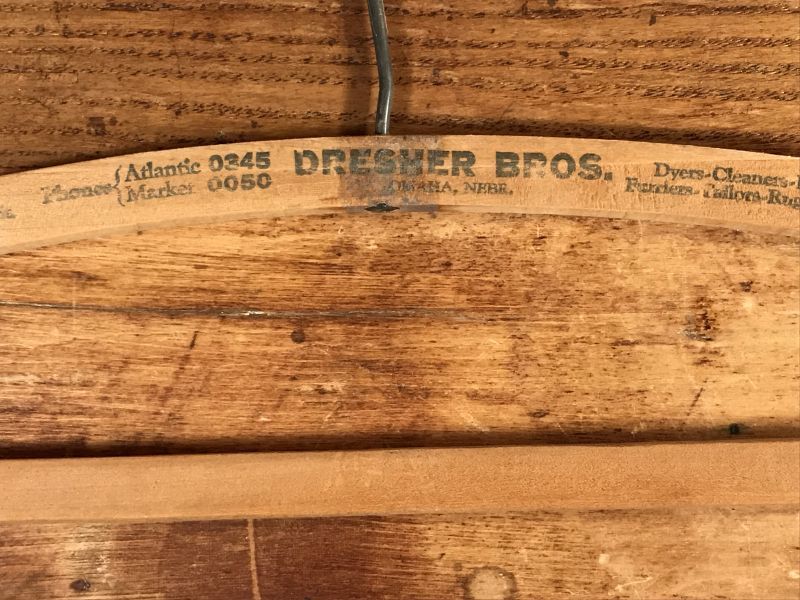 Phones { Atlantic 0345
Market 0050
DRESHER BROS.
OMAHA, NEBR.
Dyers-Cleaners-
Furriers-Tailors-Rug